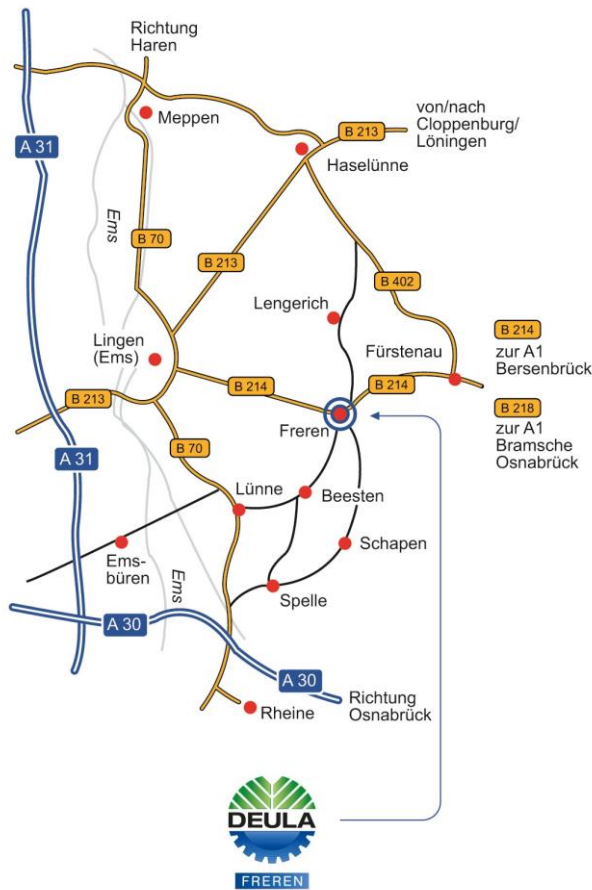 Richtung
Haren
Meppen
von/nach
Cloppenburg/
Löningen
B 213
A 31
Haselünne
Ems
B 70
B 213
B 402
Lengerich
B 214
zur A1
Bersenbrück
Lingen
(Ems)
Fürstenau
B 214
B 214
B 213
B 218
zur A1
Bramsche
Osnabrück
Freren
A 31
B 70
Lünne
Beesten
Schapen
Ems-
büren
Ems
Spelle
A 30
A 30
Richtung
Osnabrück
Rheine
DEULA
FREREN